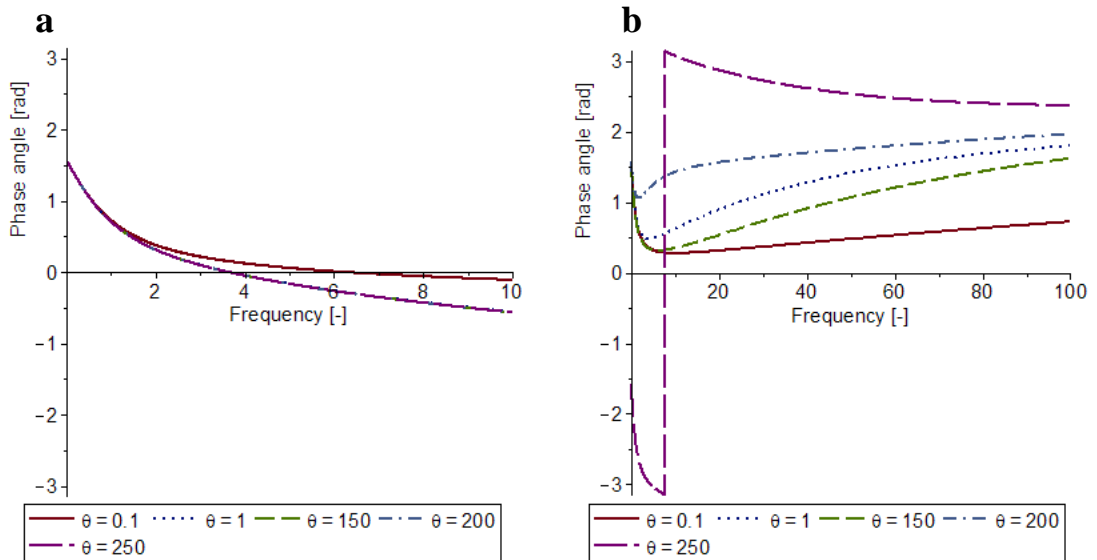 a
3
2
1
0
−1
−2
−3
2
4
6
8
10
Phase angle [rad]
Frequency [-]
θ = 0.1 θ = 1 θ = 150 θ = 200
θ = 250
b
3
2
1
0
−1
−2
−3
20
40
60
80
100
Phase angle [rad]
Frequency [-]
θ = 0.1 θ = 1 θ = 150 θ = 200
θ = 250